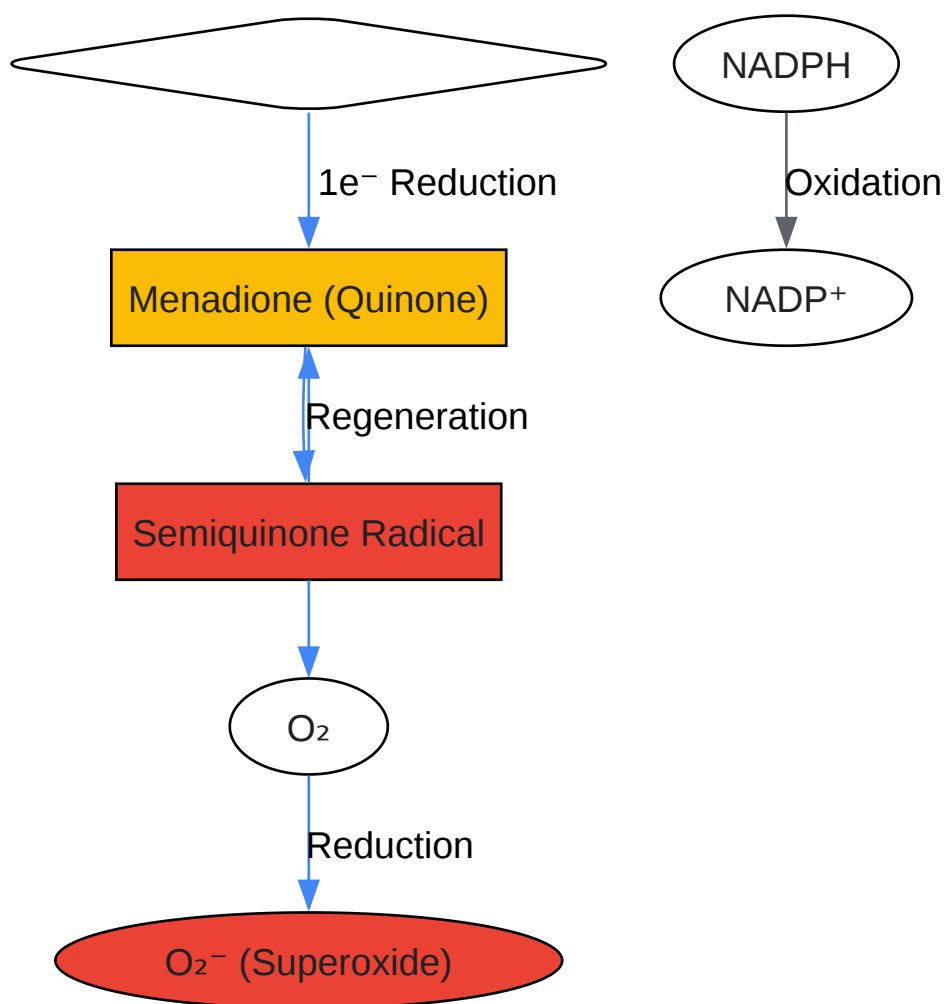 NADPH
1e⁻ Reduction
Oxidation
Menadione (Quinone)
NADP⁺
Regeneration
Semiquinone Radical
O₂
Reduction
O₂⁻ (Superoxide)